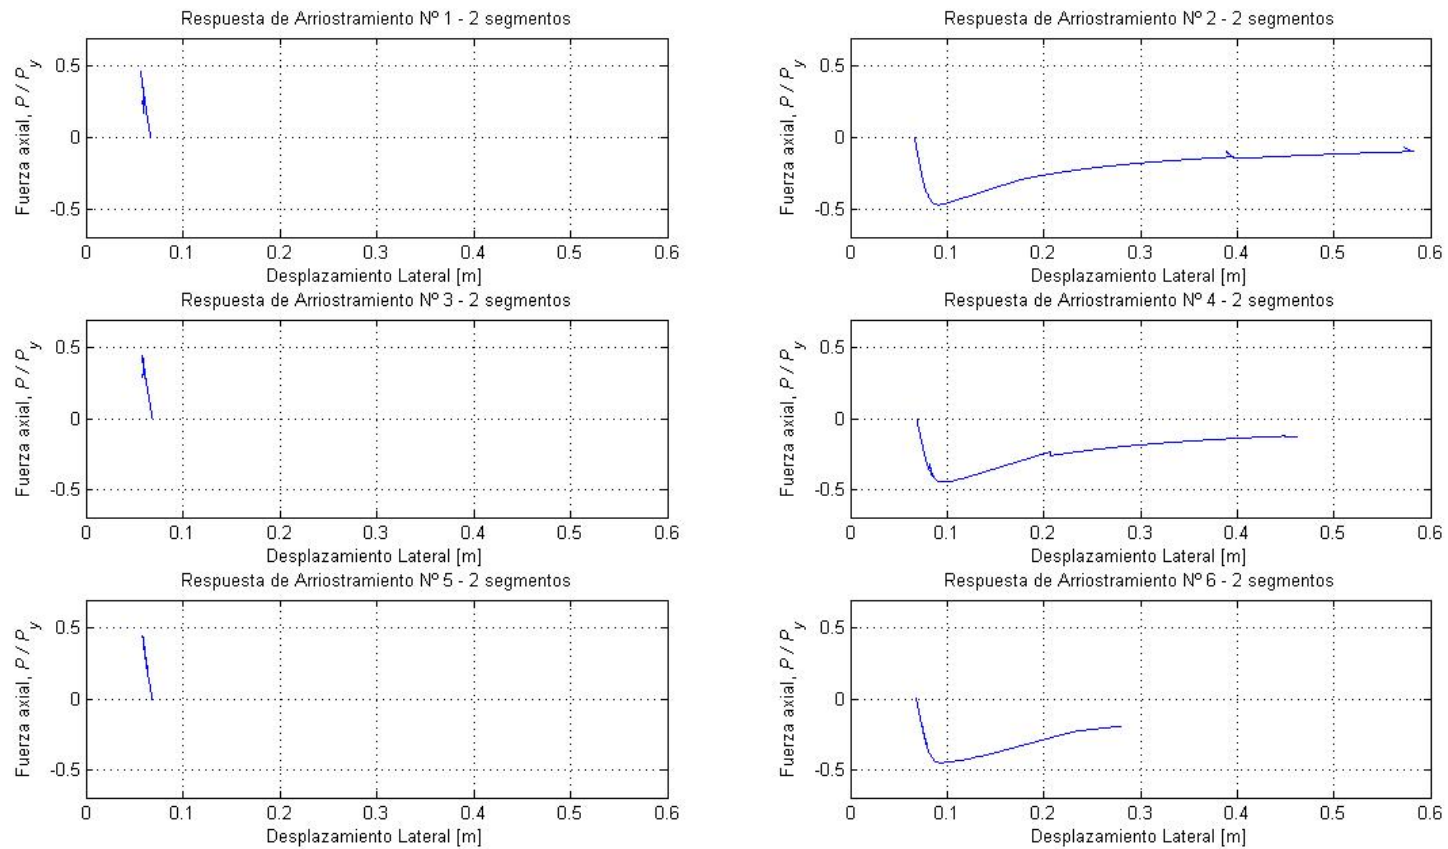 Respuesta de Arriostramiento Nº 1 - 2 segmentos
Fuerza axial, P / Py
0.5
0
-0.5
0 0.1 0.2 0.3 0.4 0.5 0.6
Desplazamiento Lateral [m]
Respuesta de Arriostramiento Nº 2 - 2 segmentos
Fuerza axial, P / Py
0.5
0
-0.5
0 0.1 0.2 0.3 0.4 0.5 0.6
Desplazamiento Lateral [m]
Respuesta de Arriostramiento Nº 3 - 2 segmentos
Fuerza axial, P / Py
0.5
0
-0.5
0 0.1 0.2 0.3 0.4 0.5 0.6
Desplazamiento Lateral [m]
Respuesta de Arriostramiento Nº 4 - 2 segmentos
Fuerza axial, P / Py
0.5
0
-0.5
0 0.1 0.2 0.3 0.4 0.5 0.6
Desplazamiento Lateral [m]
Respuesta de Arriostramiento Nº 5 - 2 segmentos
Fuerza axial, P / Py
0.5
0
-0.5
0 0.1 0.2 0.3 0.4 0.5 0.6
Desplazamiento Lateral [m]
Respuesta de Arriostramiento Nº 6 - 2 segmentos
Fuerza axial, P / Py
0.5
0
-0.5
0 0.1 0.2 0.3 0.4 0.5 0.6
Desplazamiento Lateral [m]